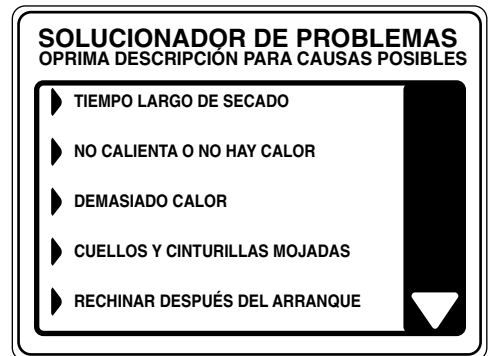 SOLUCIONADOR DE PROBLEMAS
OPRIMA DESCRIPCIÓN PARA CAUSAS POSIBLES
TIEMPO LARGO DE SECADO
NO CALIENTA O NO HAY CALOR
DEMASIADO CALOR
CUELLOS Y CINTURILLAS MOJADAS
RECHINAR DESPUÉS DEL ARRANQUE